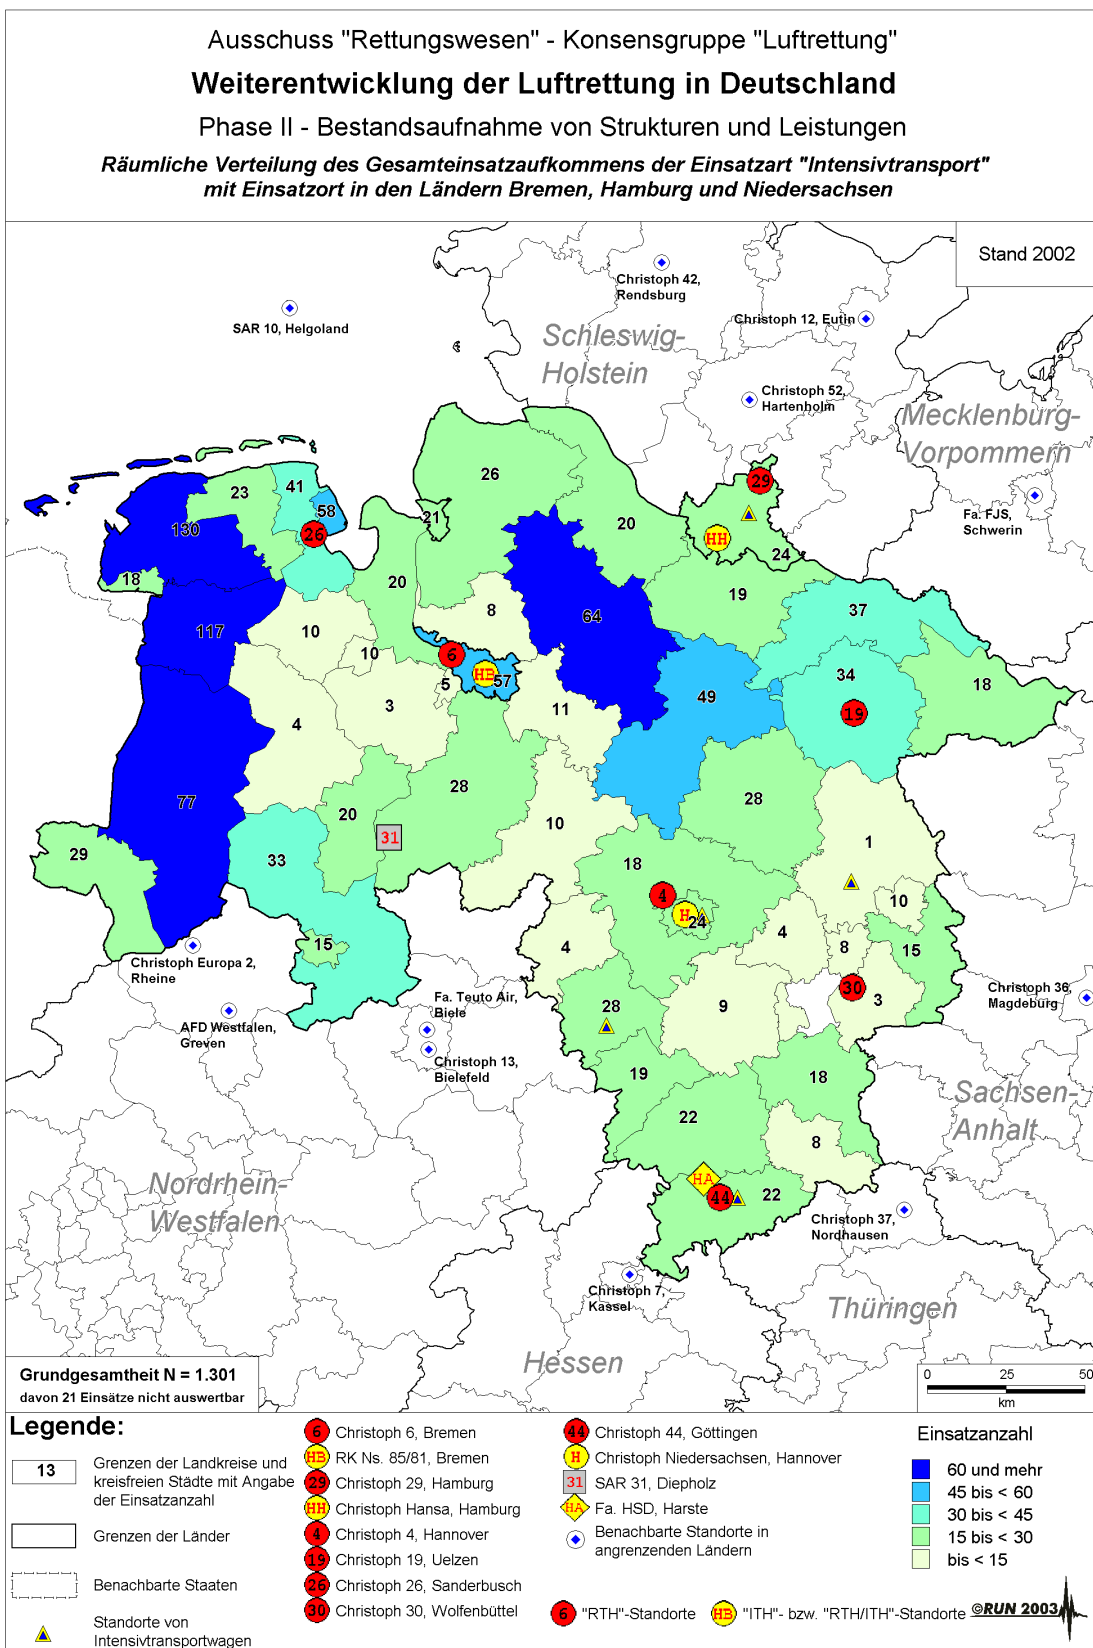 Ausschuss "Rettungswesen" - Konsensgruppe "Luftrettung"
Weiterentwicklung der Luftrettung in Deutschland
Phase II - Bestandsaufnahme von Strukturen und Leistungen
Räumliche Verteilung des Gesamteinsatzaufkommens der Einsatzart "Intensivtransport"
mit Einsatzort in den Ländern Bremen, Hamburg und Niedersachsen
Stand 2002
Christoph 42,
Rendsburg
SAR 10, Helgoland
Christoph 12, Eutin
Schleswig-
Holstein
Christoph 52,
Hartenholm
Mecklenburg-
Vorpommern
26
29
41
23
58
21
20
Fa. FJS,
Schwerin
130
26
HH
24
18
20
19
37
8
64
117
10
10
6
34
18
HB
57
5
49
3
11
19
4
77
28
28
20
10
31
1
29
33
18
4
10
H
24
15
4
4
8
15
Christoph Europa 2,
Rheine
30
Christoph 36,
Magdeburg
Fa. Teuto Air,
Biele
28
9
3
AFD Westfalen,
Greven
Christoph 13,
Bielefeld
19
18
Sachsen-
Anhalt
22
8
Nordrhein-
Westfalen
HA
44
22
Christoph 37,
Nordhausen
Christoph 7,
Kassel
Thüringen
Hessen
Grundgesamtheit N = 1.301
davon 21 Einsätze nicht auswertbar
0 25 50
km
Legende:
13
Grenzen der Landkreise und
kreisfreien Städte mit Angabe
der Einsatzanzahl
Grenzen der Länder
Benachbarte Staaten
Standorte von
Intensivtransportwagen
6 Christoph 6, Bremen
HB RK Ns. 85/81, Bremen
29 Christoph 29, Hamburg
HH Christoph Hansa, Hamburg
4 Christoph 4, Hannover
19 Christoph 19, Uelzen
26 Christoph 26, Sanderbusch
30 Christoph 30, Wolfenbüttel
44 Christoph 44, Göttingen
H Christoph Niedersachsen, Hannover
31 SAR 31, Diepholz
HA Fa. HSD, Harste
Benachbarte Standorte in
angrenzenden Ländern
6 "RTH"-Standorte
HB "ITH"- bzw. "RTH/ITH"-Standorte
Einsatzanzahl
60 und mehr
45 bis < 60
30 bis < 45
15 bis < 30
bis < 15
©RUN 2003